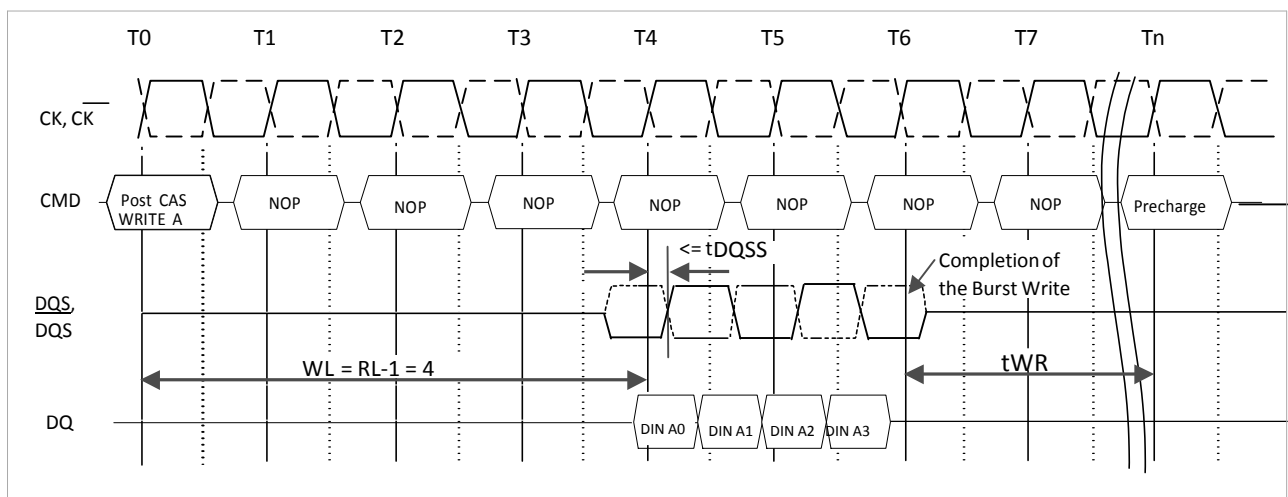 T0 T1 T2 T3 T4 T5 T6 T7 Tn
CK, CK
CMD
Post CAS
WRITE A
NOP NOP NOP NOP NOP NOP NOP Precharge
<= tDQSS
Completion of
the Burst Write
DQS,
DQS
WL = RL-1 = 4
tWR
DQ
DIN A0 DIN A1 DIN A2 DIN A3